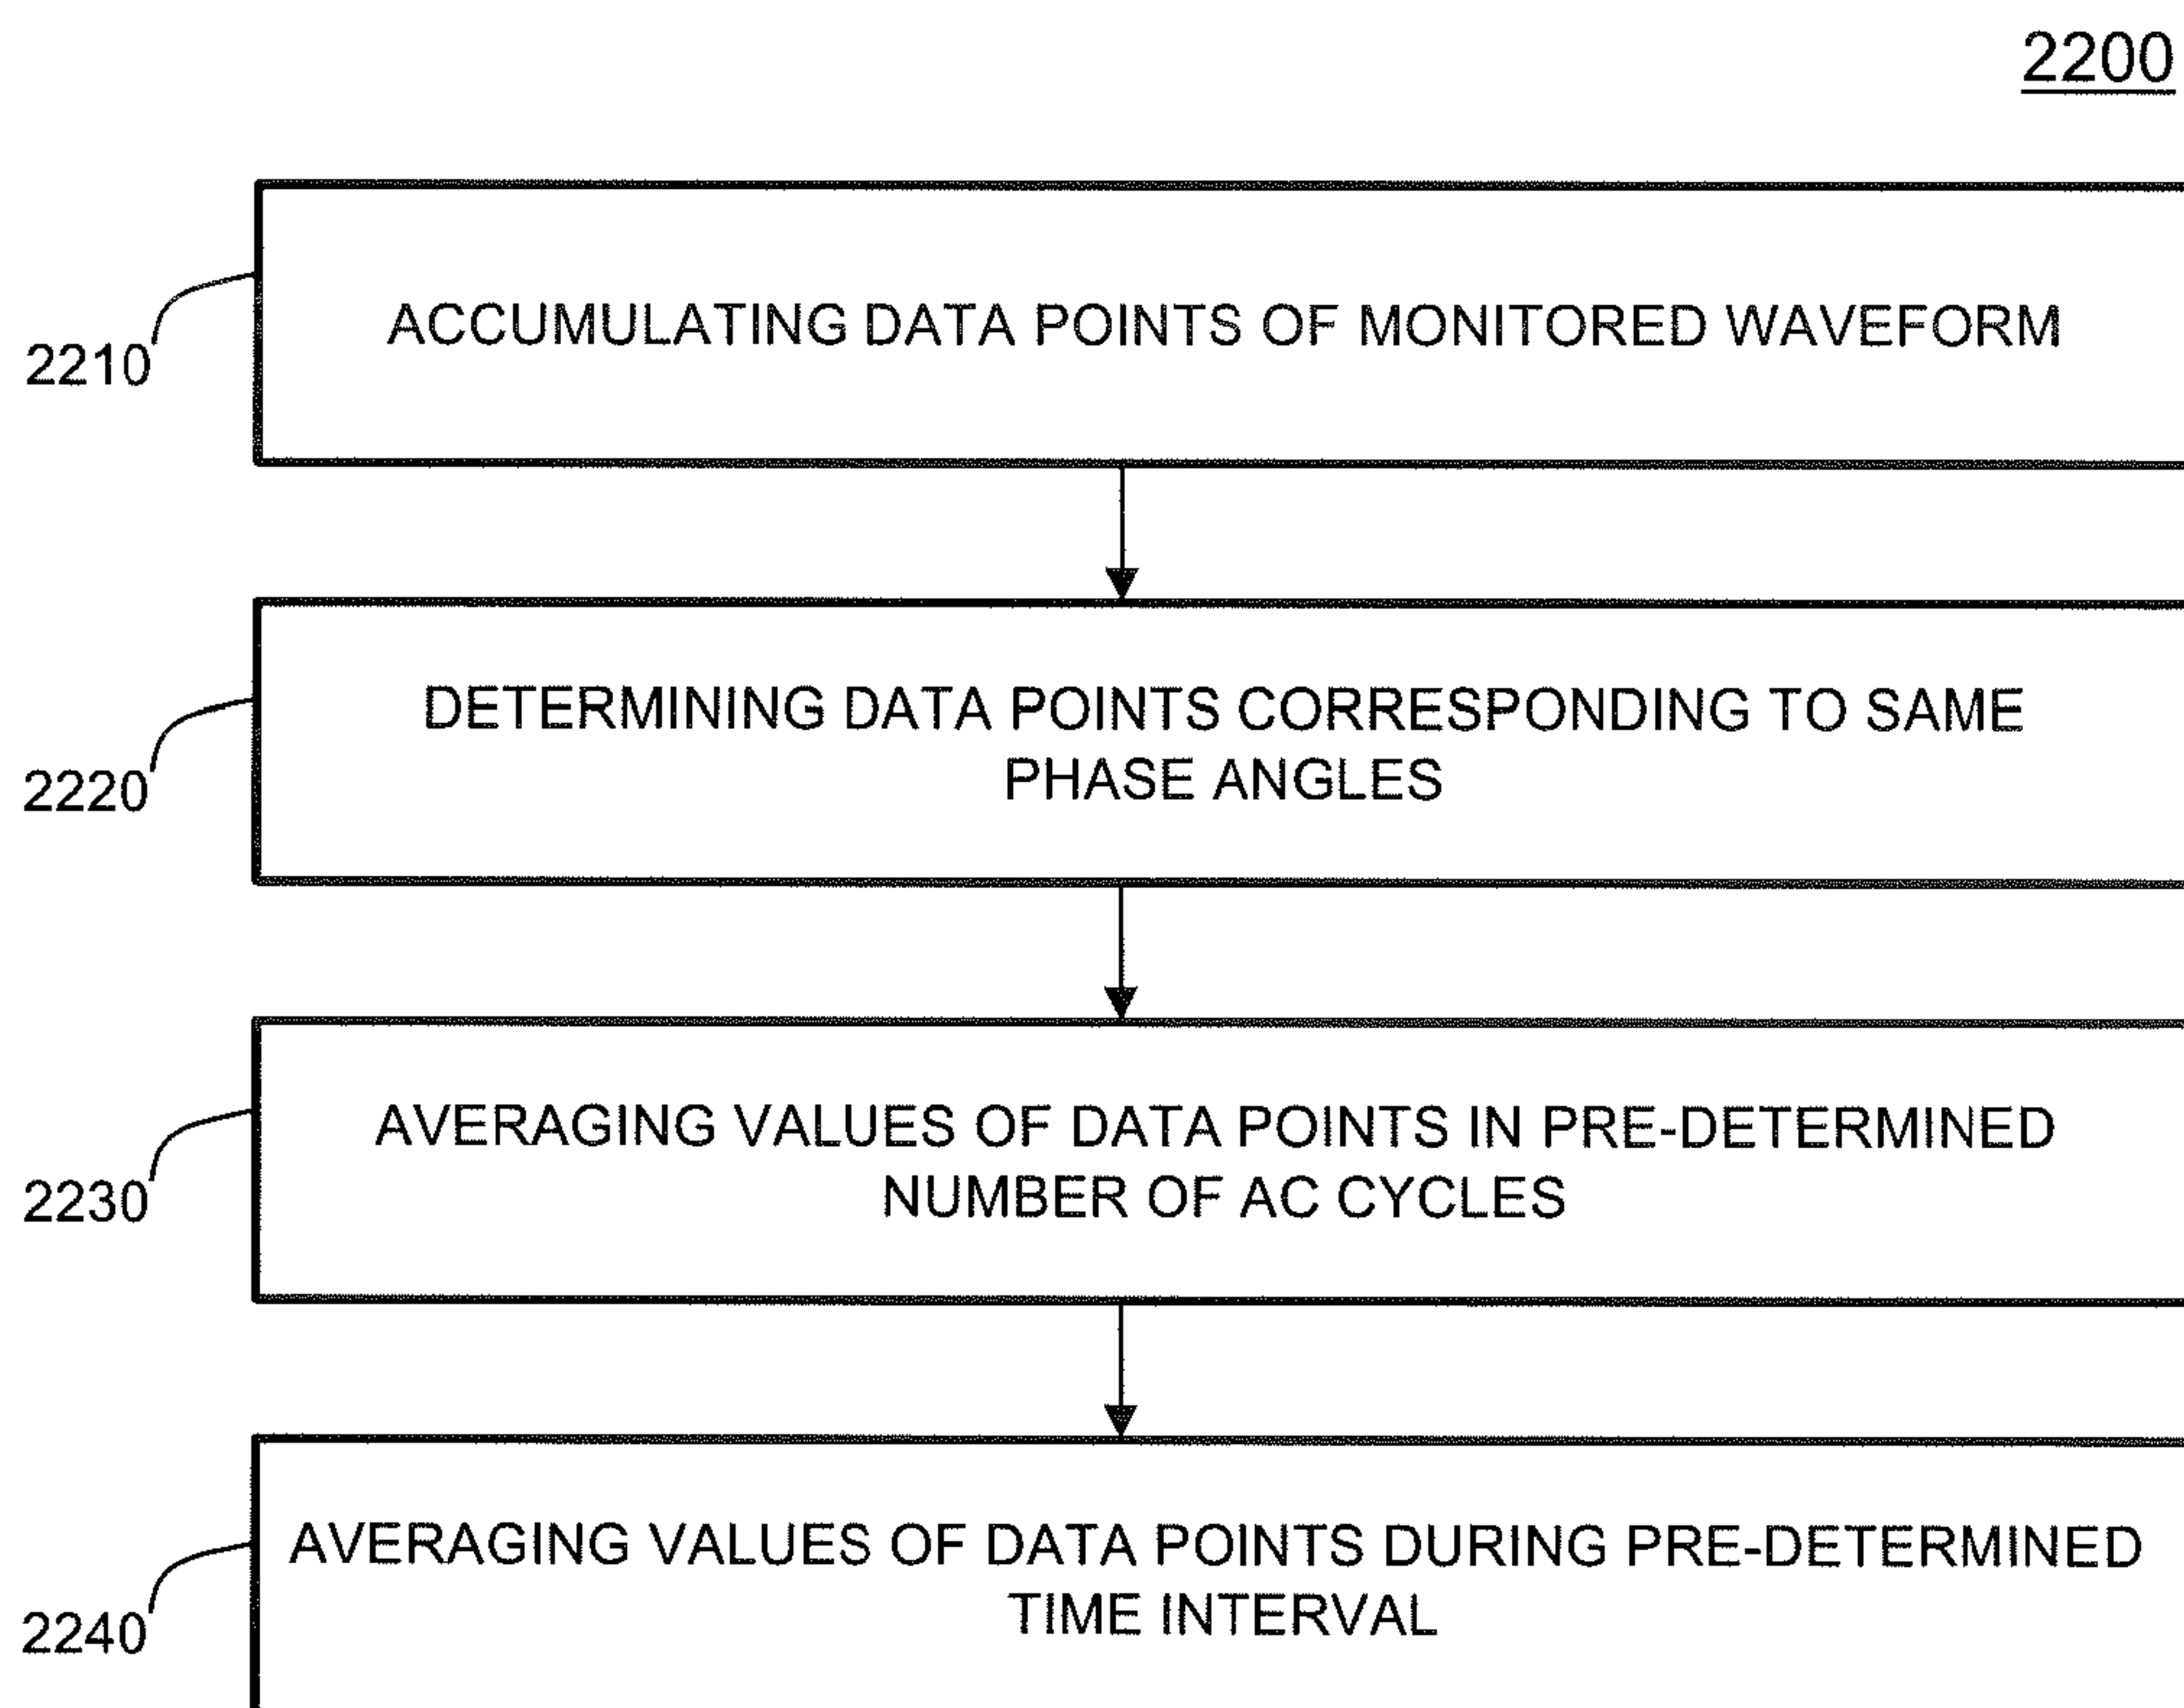 2200
ACCUMULATING DATA POINTS OF MONITORED WAVEFORM
2210
DETERMINING DATA POINTS CORRESPONDING TO SAME
PHASE ANGLES
2220
AVERAGING VALUES OF DATA POINTS IN PRE-DETERMINED
NUMBER OF AC CYCLES
2230
AVERAGING VALUES OF DATA POINTS DURING PRE-DETERMINED
TIME INTERVAL
2240